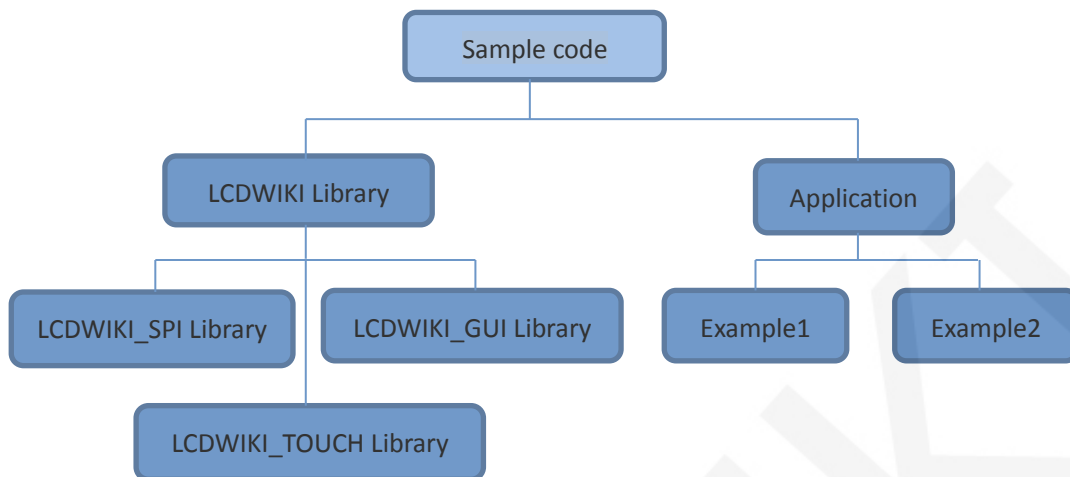 Sample code
LCDWIKI Library
Application
LCDWIKI_SPI Library
LCDWIKI_GUI Library
Example1
Example2
LCDWIKI_TOUCH Library